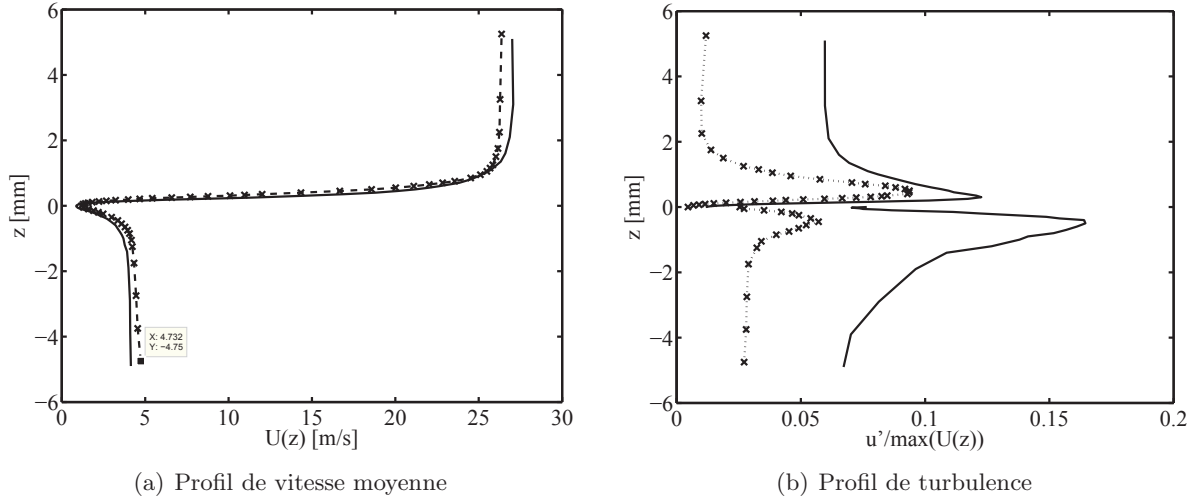 6
4
2
0
−2
−4
−6
z [mm]
X: 4.732
Y: −4.75
0 5 10 15 20 25 30
U(z) [m/s]
(a) Profil de vitesse moyenne
6
4
2
0
−2
−4
−6
z [mm]
0 0.05 0.1 0.15 0.2
u'/max(U(z))
(b) Profil de turbulence